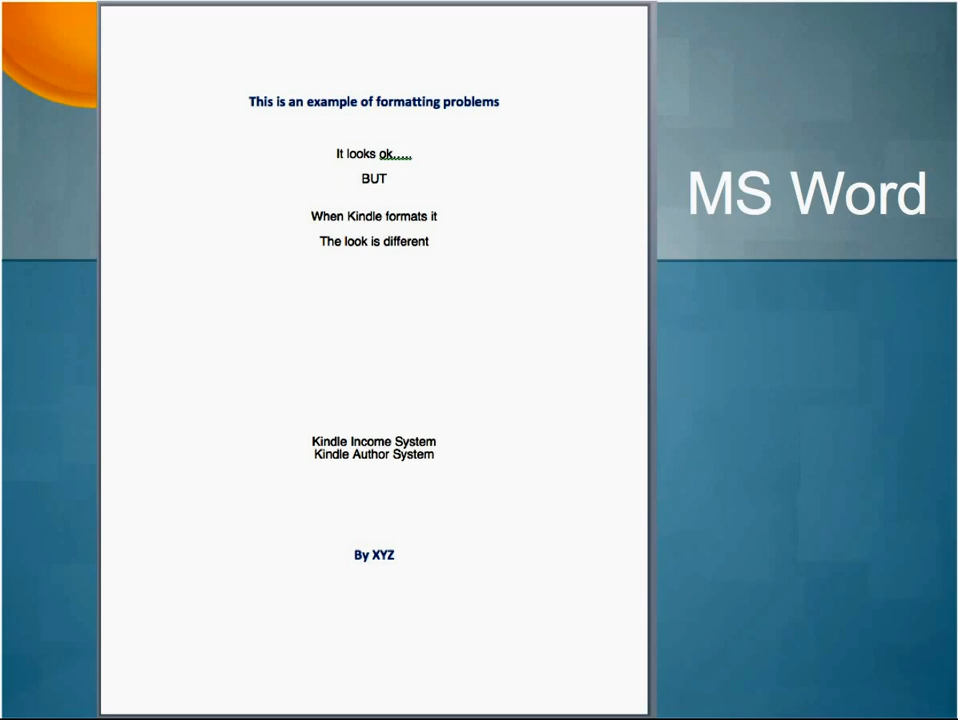 This is an example of formatting problems
It looks ok.....
BUT
When Kindle formats it
The look is different
Kindle Income System
Kindle Author System
By XYZ
MS Word